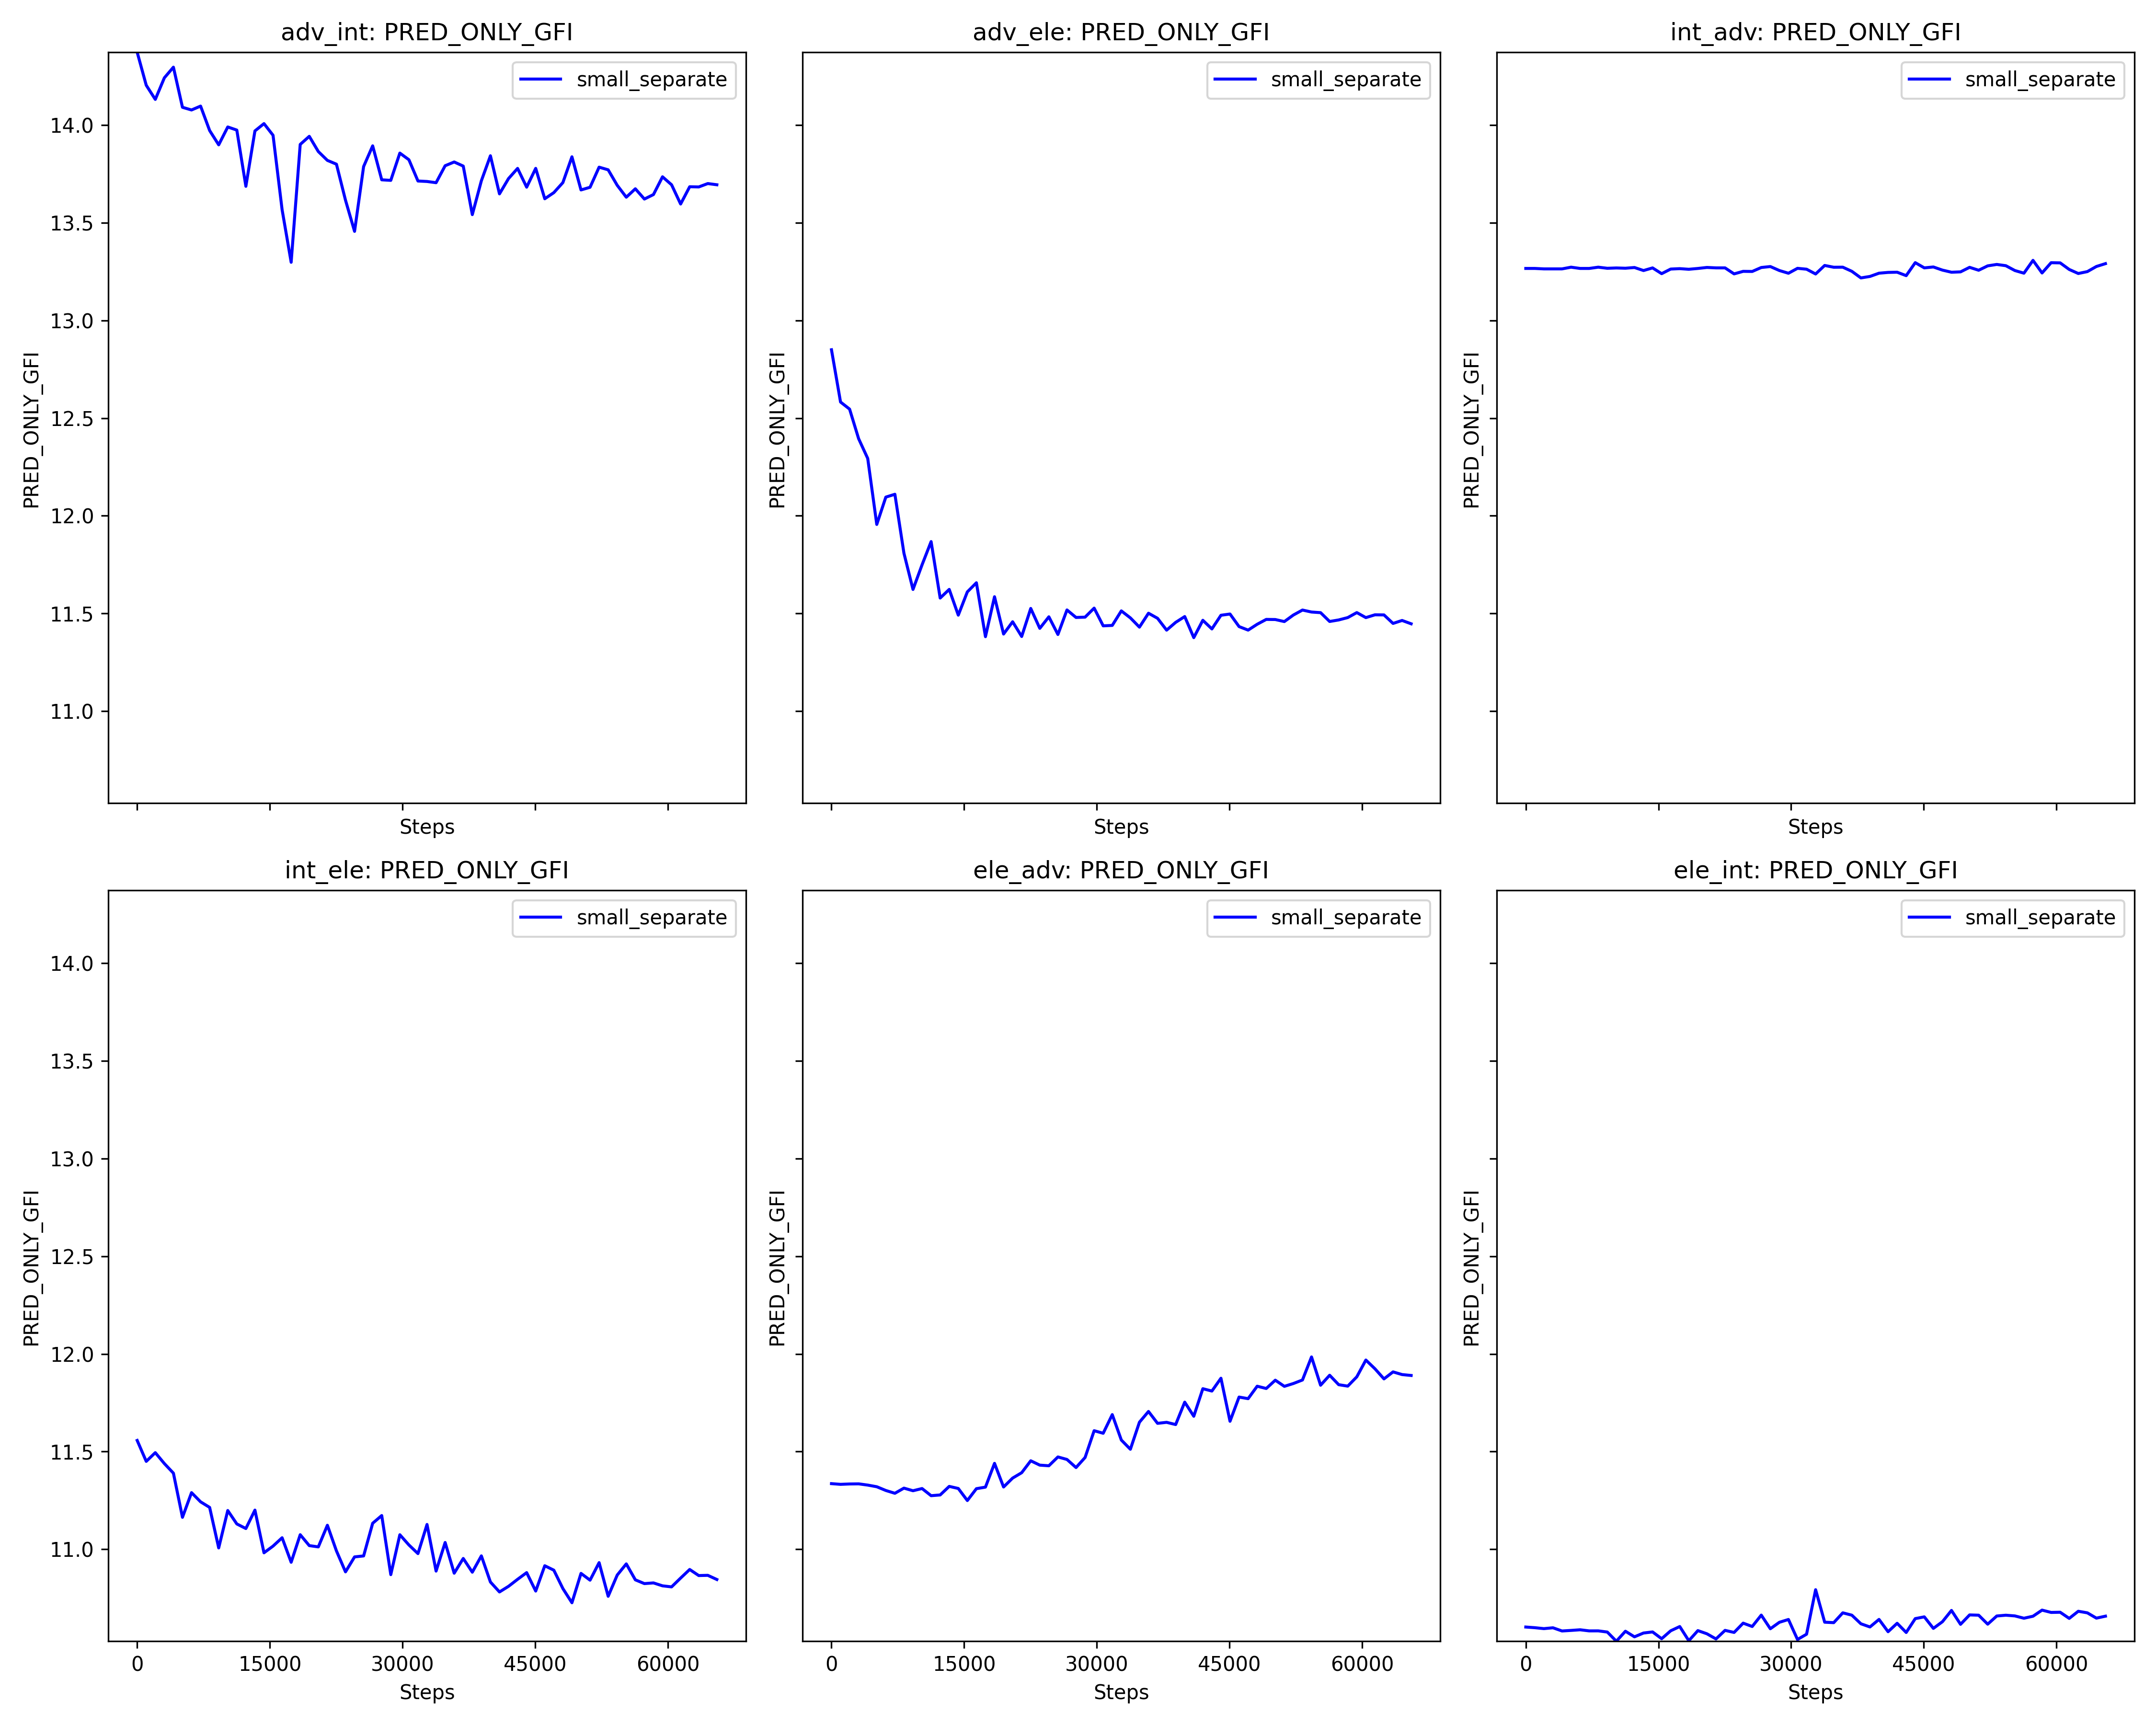 adv_int: PRED_ONLY_GFI
adv_ele: PRED_ONLY_GFI
int_adv: PRED_ONLY_GFI
small_separate
small_separate
small_separate
14.0
13.5
13.0
12.5
12.0
11.5
11.0
PRED_ONLY_GFI
PRED_ONLY_GFI
PRED_ONLY_GFI
Steps
Steps
Steps
int_ele: PRED_ONLY_GFI
ele_adv: PRED_ONLY_GFI
ele_int: PRED_ONLY_GFI
small_separate
small_separate
small_separate
14.0
13.5
13.0
12.5
12.0
11.5
11.0
PRED_ONLY_GFI
PRED_ONLY_GFI
PRED_ONLY_GFI
0 15000 30000 45000 60000
0 15000 30000 45000 60000
0 15000 30000 45000 60000
Steps
Steps
Steps